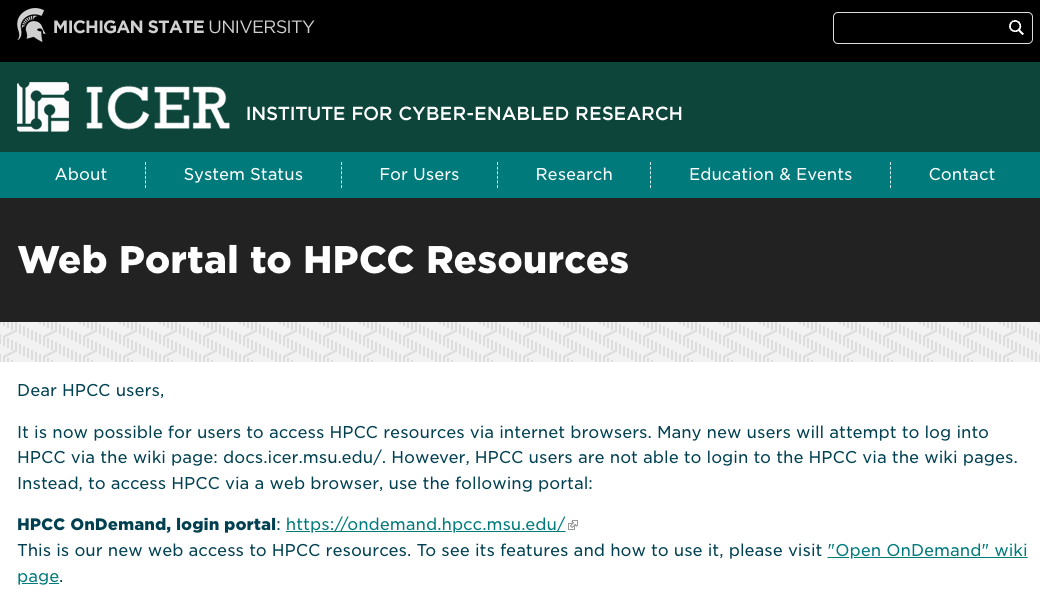 MICHIGAN STATE UNIVERSITY
ICER INSTITUTE FOR CYBER-ENABLED RESEARCH
About System Status For Users Research Education & Events Contact
Web Portal to HPCC Resources
Dear HPCC users,
It is now possible for users to access HPCC resources via internet browsers. Many new users will attempt to log into
HPCC via the wiki page: docs.icer.msu.edu/. However, HPCC users are not able to login to the HPCC via the wiki pages.
Instead, to access HPCC via a web browser, use the following portal:
HPCC OnDemand, login portal: https://ondemand.hpcc.msu.edu/
This is our new web access to HPCC resources. To see its features and how to use it, please visit "Open OnDemand" wiki
page.